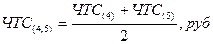 ЧТС(4,5) = (ЧТС(4) + ЧТС(5)) / 2, руб